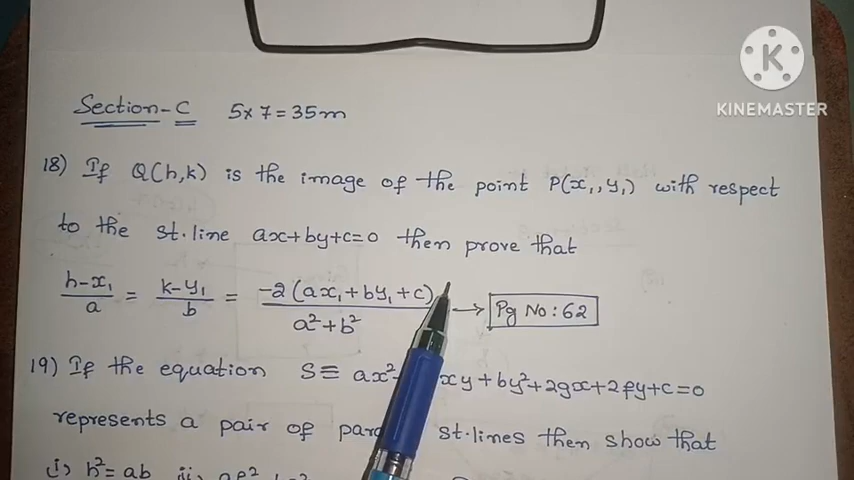 KINEMASTER
Section-C 5x7=35m
18) If Q(h,k) is the image of the point P(x₁,y₁) with respect
to the st.line ax+by+c=0 then prove that
h-x₁/a = k-y₁/b = -2(ax₁+by₁+c)/a²+b² → Pg No:62
19) If the equation S≡ ax² xy+by²+2gx+2fy+c=0
represents a pair of st.lines then show that
i) h²=ab ii)